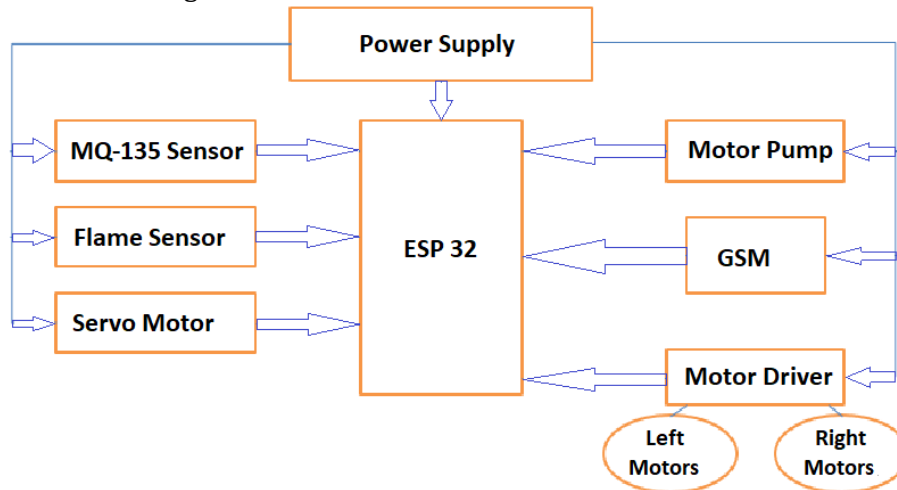 Power Supply
MQ-135 Sensor
Flame Sensor
Servo Motor
ESP 32
Motor Pump
GSM
Motor Driver
Left
Motors
Right
Motors